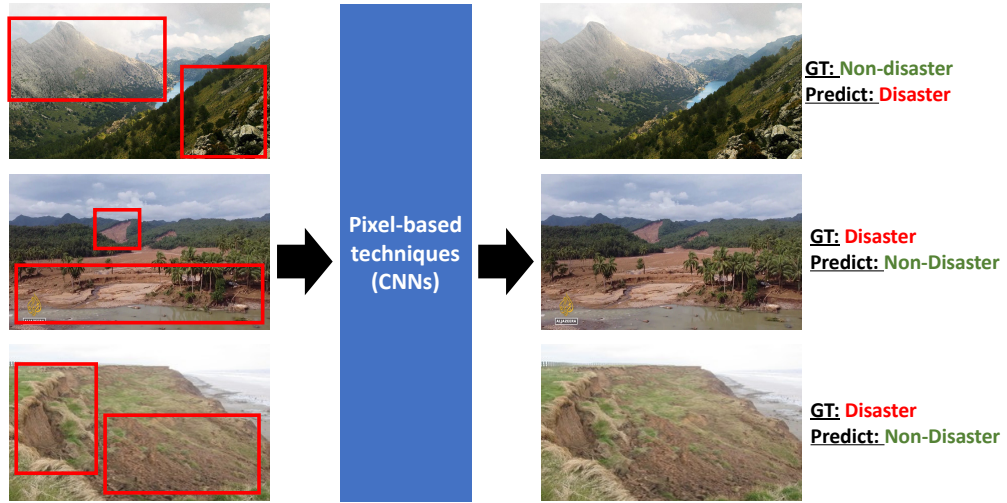 GT: Non-disaster
Predict: Disaster
Pixel-based
techniques
(CNNs)
GT: Disaster
Predict: Non-Disaster
ALJAZEERA
GT: Disaster
Predict: Non-Disaster